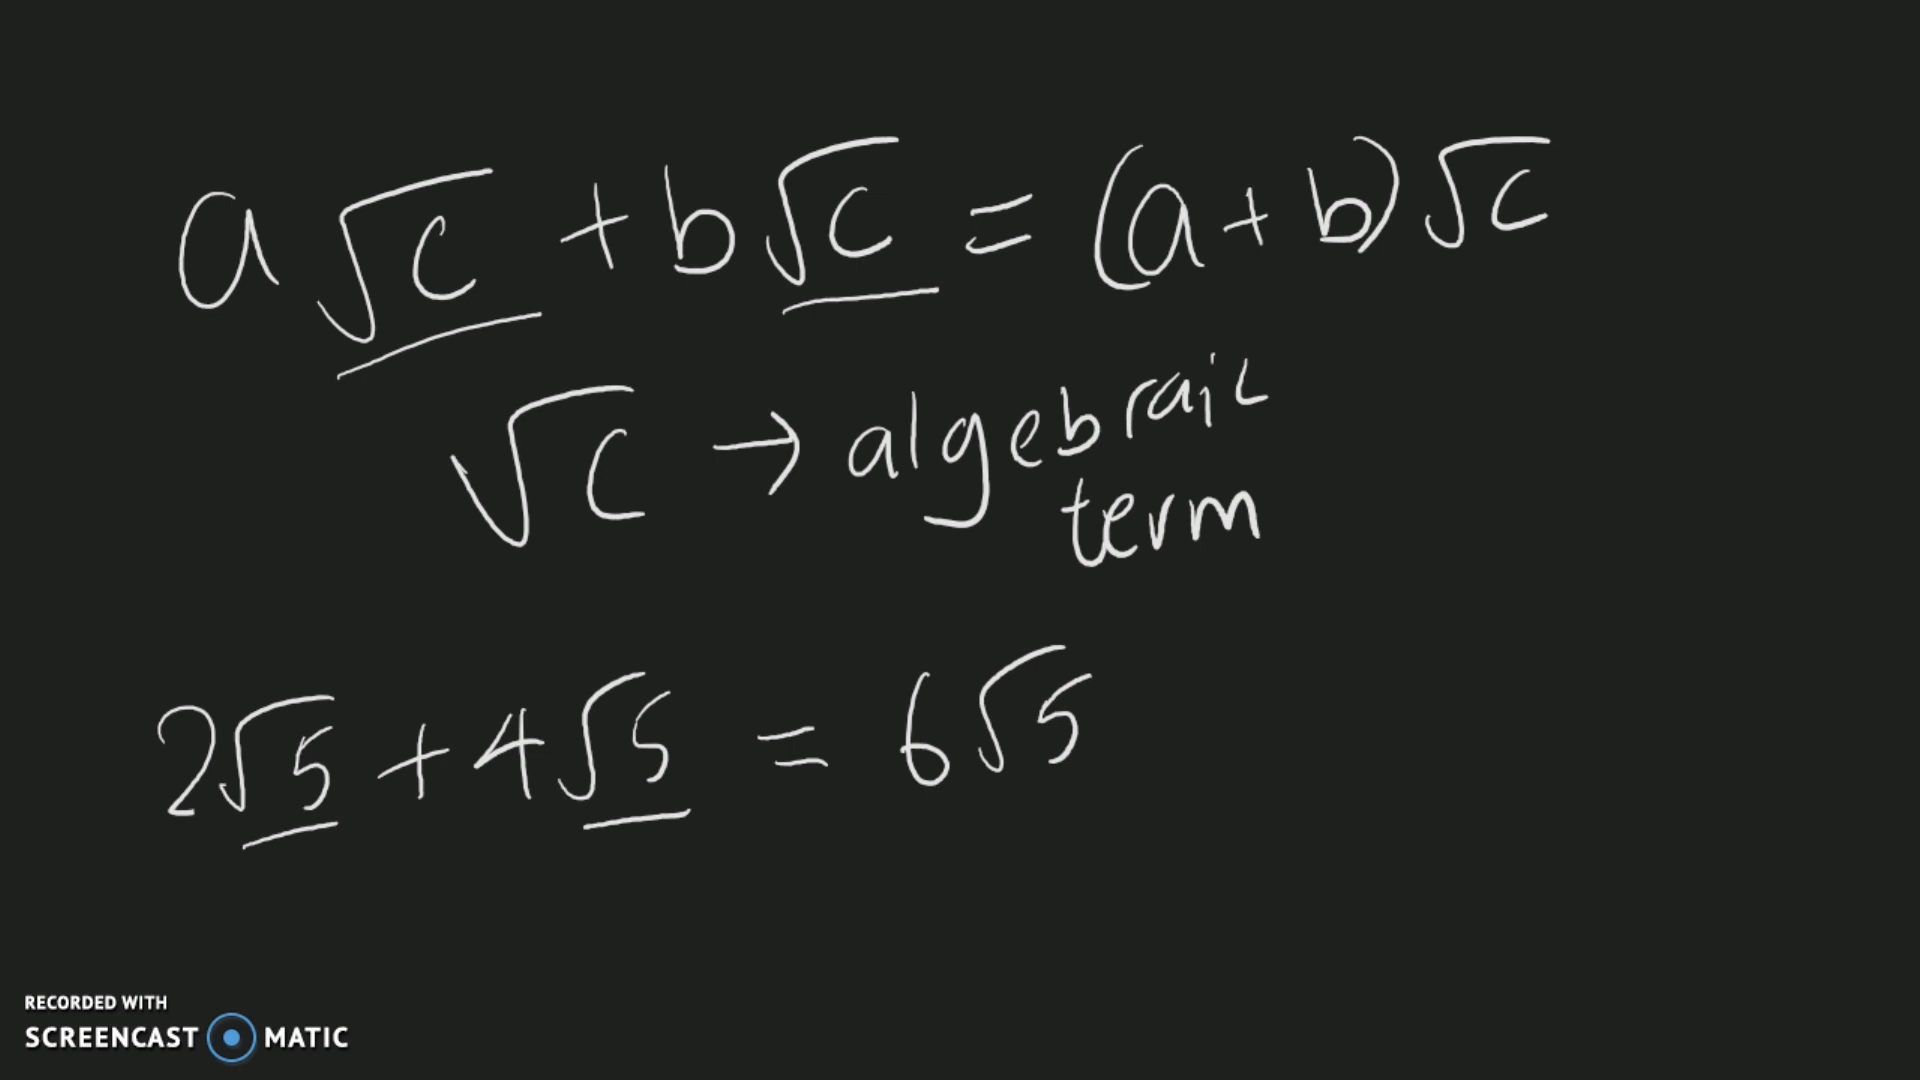 a√c + b√c = (a+b)√c
√c → algebraic
term
2√5 + 4√5 = 6√5
RECORDED WITH
SCREENCAST MATIC